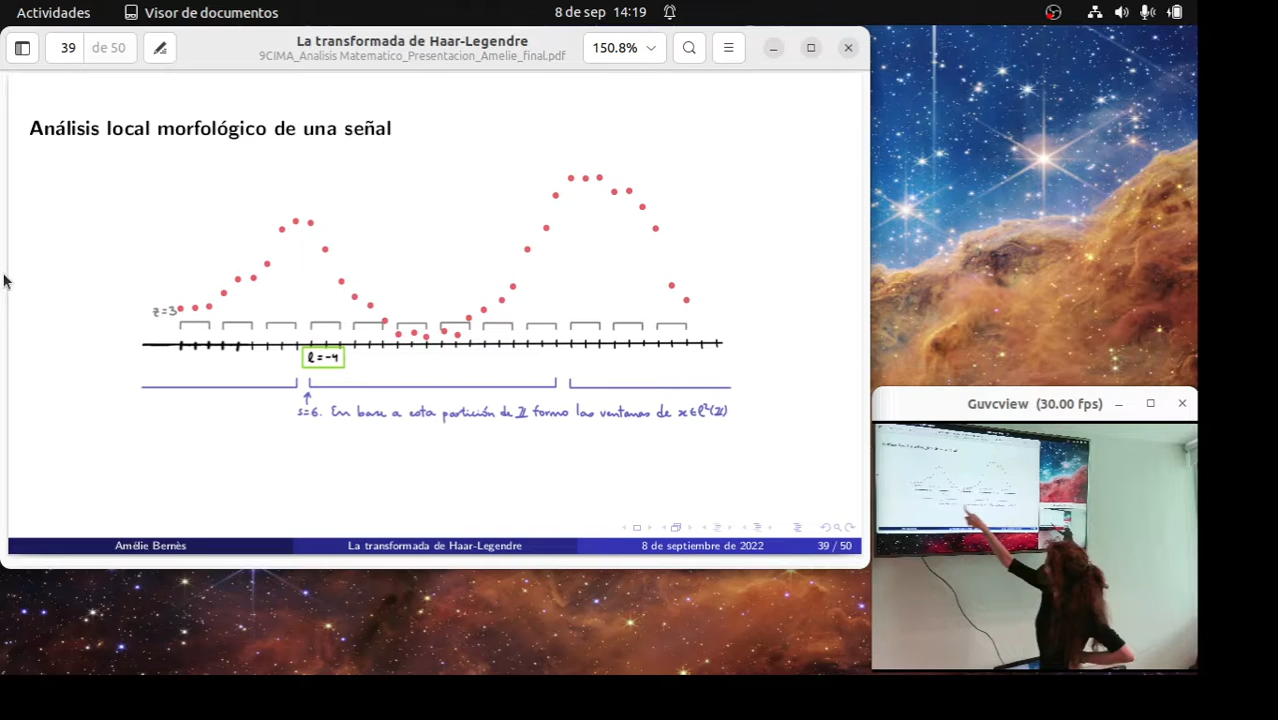 Actividades
Visor de documentos
8 de sep 14:19
39
de 50
La transformada de Haar-Legendre
9CIMA_Analisis Matematico_Presentacion_Amelie_final.pdf
150.8%
Análisis local morfológico de una señal
z=3
l=-4
s=6. En base a esta partición de ℤ formo las ventanas de x∈ℓ²(ℤ)
Amélie Bernès
La transformada de Haar-Legendre
8 de septiembre de 2022
39 / 50
Guvcview (30.00 fps)